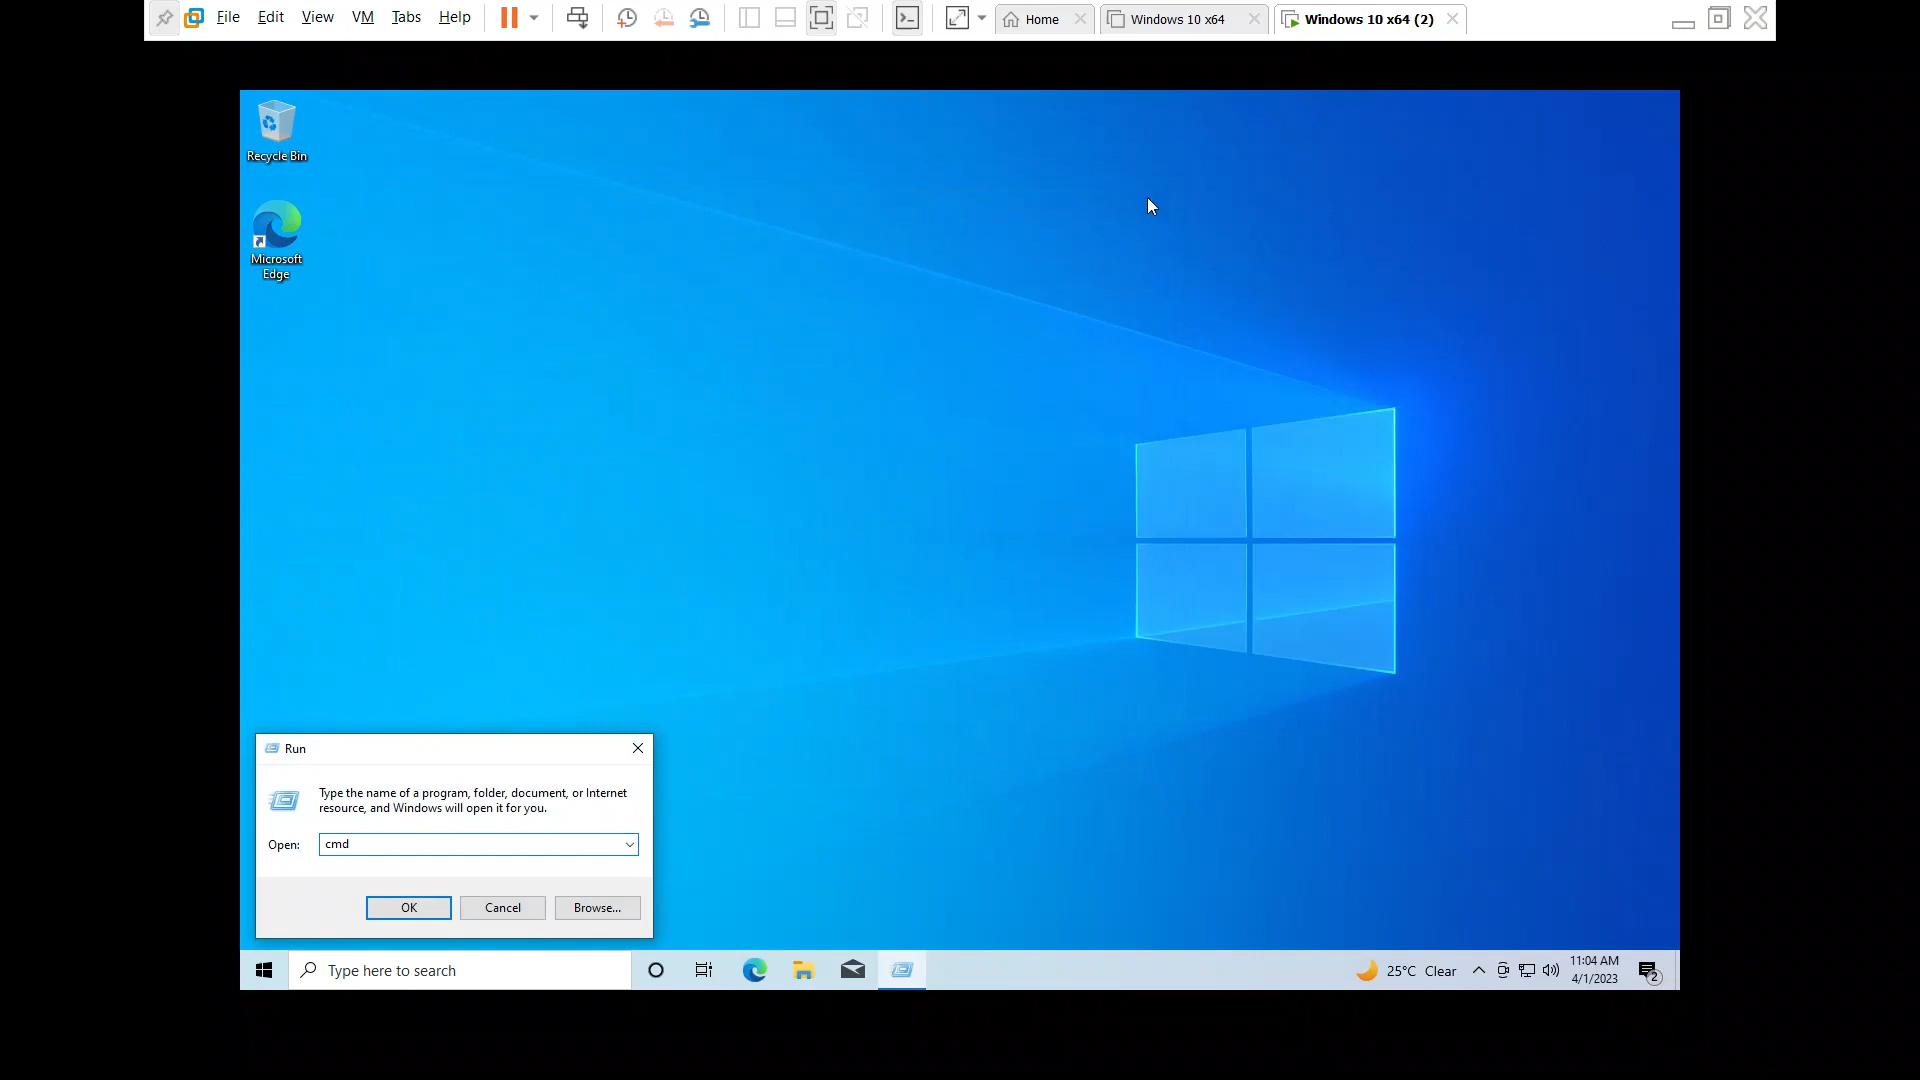 File Edit View VM Tabs Help Home Windows 10 x64 Windows 10 x64 (2)
Recycle Bin
Microsoft
Edge
Run
Type the name of a program, folder, document, or Internet
resource, and Windows will open it for you.
Open: cmd
OK Cancel Browse...
Type here to search
25°C Clear
11:04 AM
4/1/2023
2